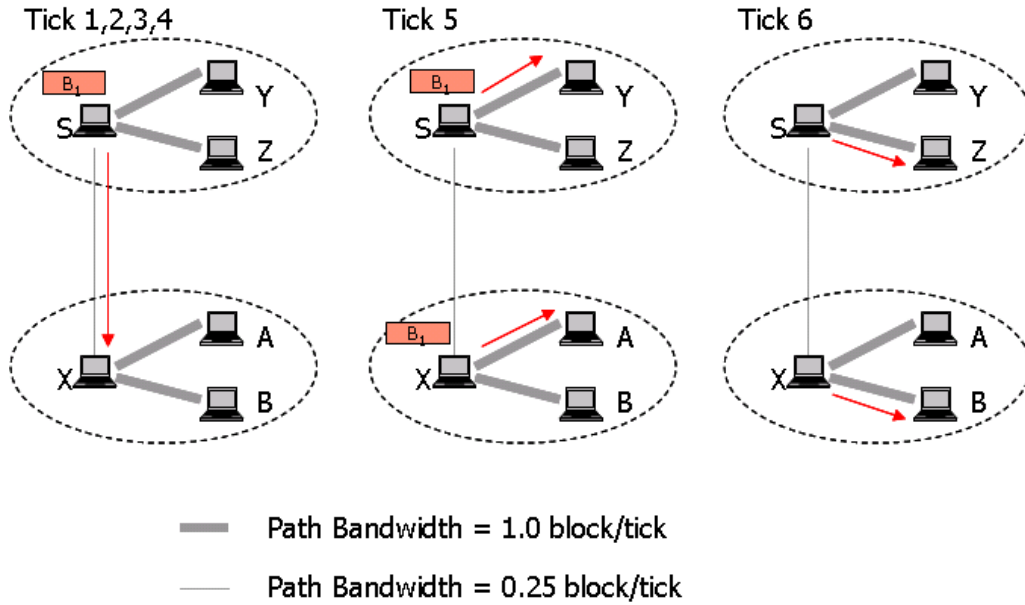 Tick 1,2,3,4
B1
S
Y
Z
X
A
B
Tick 5
B1
S
Y
Z
B1
X
A
B
Tick 6
S
Y
Z
X
A
B
Path Bandwidth = 1.0 block/tick
Path Bandwidth = 0.25 block/tick